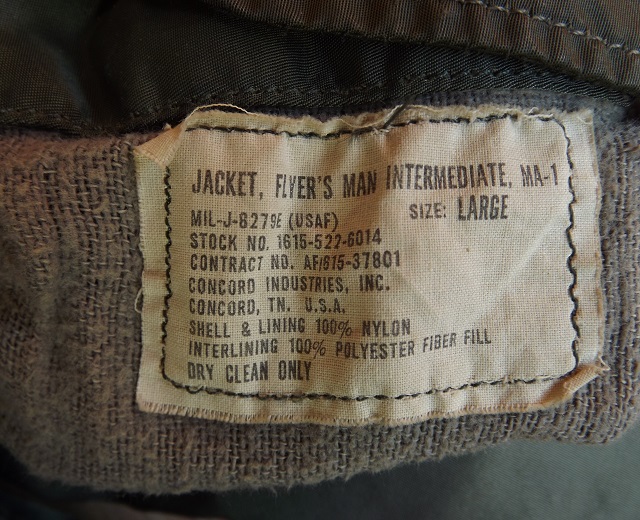 JACKET, FLYER'S MAN INTERMEDIATE, MA-1
SIZE: LARGE
MIL-J-8279E (USAF)
STOCK NO. 1615-522-6014
CONTRACT NO. AF/615-37801
CONCORD INDUSTRIES, INC.
CONCORD, TN. U.S.A.
SHELL & LINING 100% NYLON
INTERLINING 100% POLYESTER FIBER FILL
DRY CLEAN ONLY